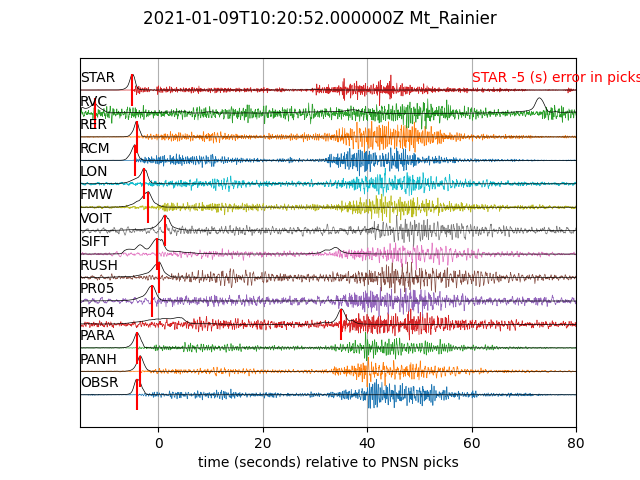 2021-01-09T10:20:52.000000Z Mt_Rainier
STAR
STAR -5 (s) error in picks
RVC
RER
RCM
LON
FMW
VOIT
SIFT
RUSH
PR05
PR04
PARA
PANH
OBSR
0 20 40 60 80
time (seconds) relative to PNSN picks